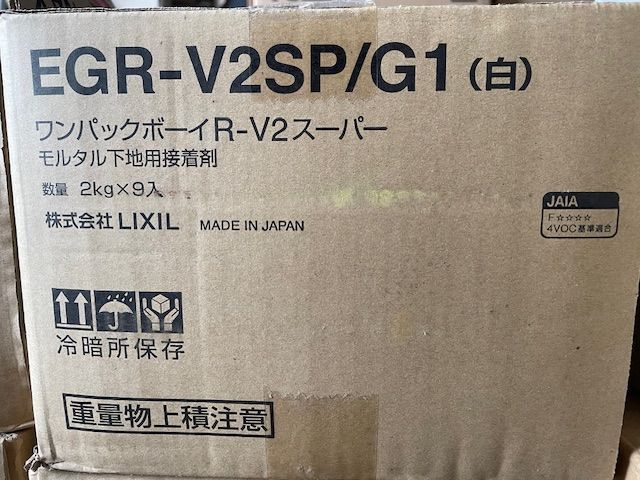 EGR-V2SP/G1（白）
ワンパックボーイR-V2スーパー
モルタル下地用接着剤
数量 2kg×9入
株式会社 LIXIL MADE IN JAPAN
JAIA
F☆☆☆☆
4VOC基準適合
冷暗所保存
重量物上積注意